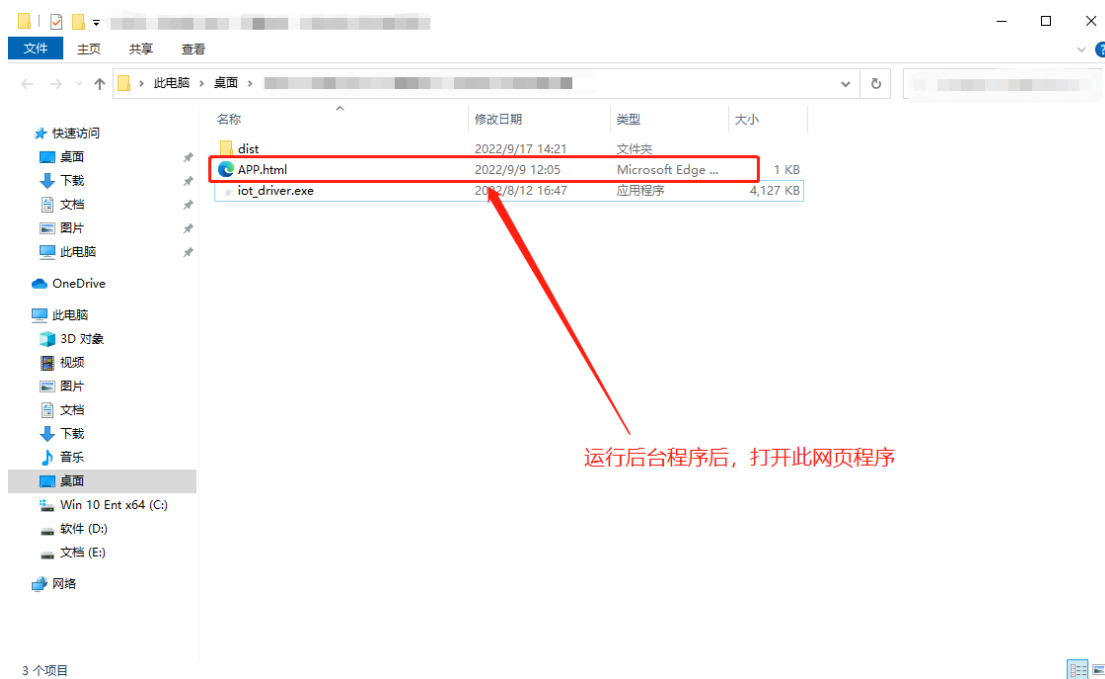 文件 主页 共享 查看
此电脑 桌面
名称 修改日期 类型 大小
dist 2022/9/17 14:21 文件夹
APP.html 2022/9/9 12:05 Microsoft Edge ... 1 KB
iot_driver.exe 2022/8/12 16:47 应用程序 4,127 KB
快速访问
桌面
下载
文档
图片
此电脑
OneDrive
此电脑
3D 对象
视频
图片
文档
下载
音乐
桌面
Win 10 Ent x64 (C:)
软件 (D:)
文档 (E:)
网络
运行后台程序后，打开此网页程序
3 个项目